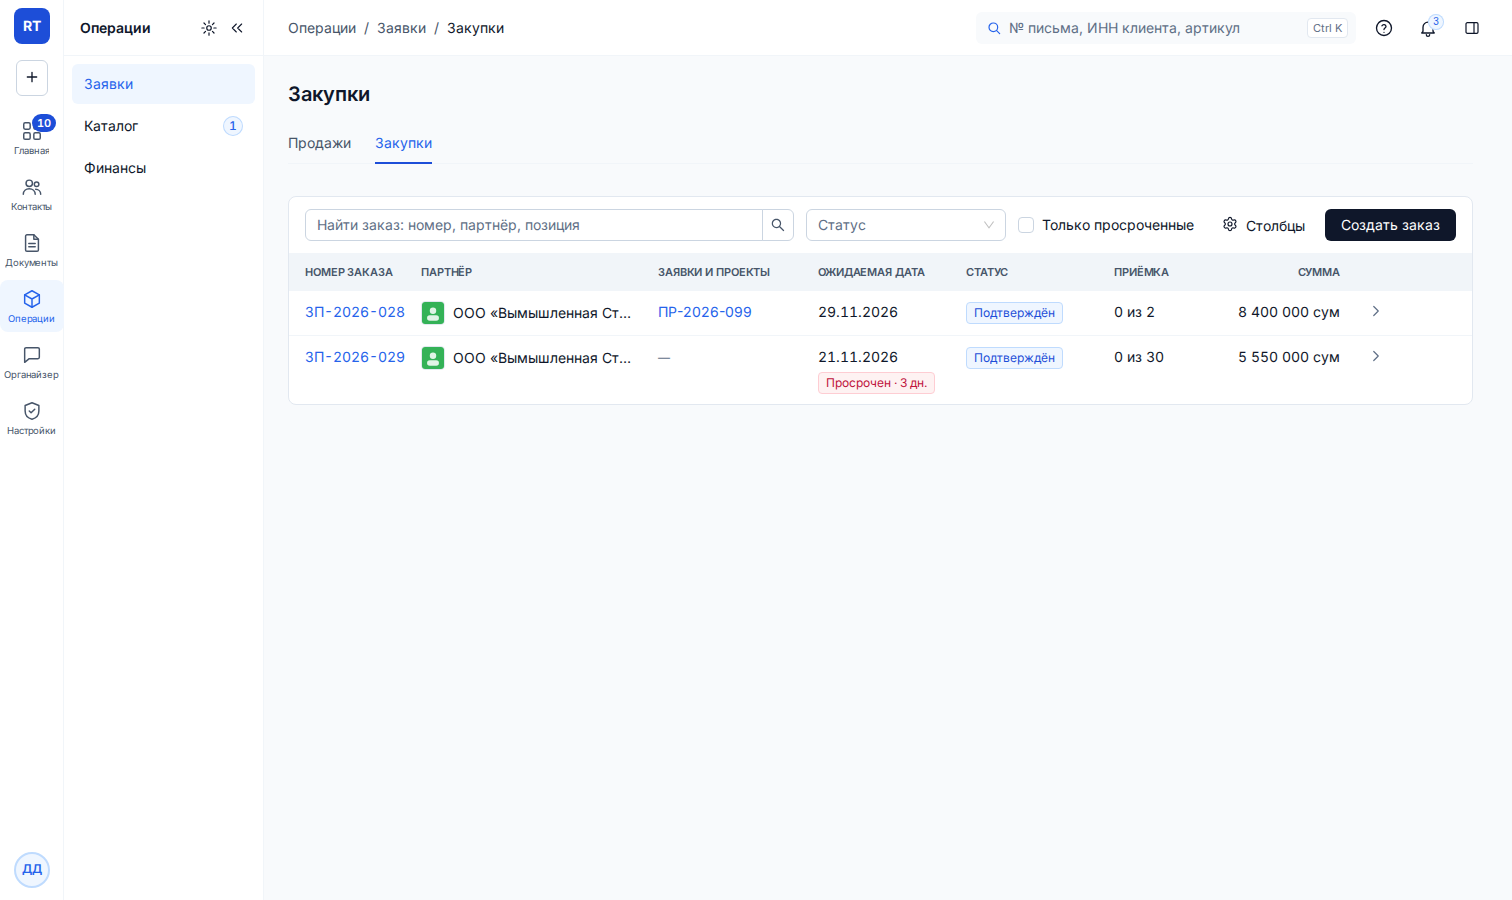 RT
Операции
Операции / Заявки / Закупки
№ письма, ИНН клиента, артикул
Ctrl K
3
10
Главная
Контакты
Документы
Операции
Органайзер
Настройки
ДД
Заявки
Каталог
1
Финансы
Закупки
Продажи
Закупки
Найти заказ: номер, партнёр, позиция
Статус
Только просроченные
Столбцы
Создать заказ
НОМЕР ЗАКАЗА ПАРТНЁР ЗАЯВКИ И ПРОЕКТЫ ОЖИДАЕМАЯ ДАТА СТАТУС ПРИЁМКА СУММА
ЗП-2026-028 ООО «Вымышленная Ст... ПР-2026-099 29.11.2026 Подтверждён 0 из 2 8 400 000 сум
ЗП-2026-029 ООО «Вымышленная Ст... — 21.11.2026 Подтверждён 0 из 30 5 550 000 сум
Просрочен · 3 дн.